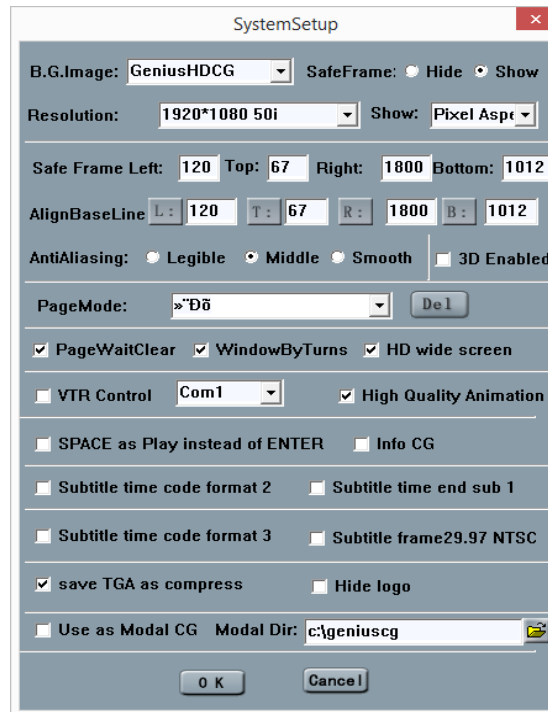 SystemSetup
B.G.Image: GeniusHDCG SafeFrame: Hide Show
Resolution: 1920*1080 50i Show: Pixel Aspe
Safe Frame Left: 120 Top: 67 Right: 1800 Bottom: 1012
AlignBaseLine L: 120 T: 67 R: 1800 B: 1012
AntiAliasing: Legible Middle Smooth 3D Enabled
PageMode: »¨Ðõ Del
PageWaitClear WindowByTurns HD wide screen
VTR Control Com1 High Quality Animation
SPACE as Play instead of ENTER Info CG
Subtitle time code format 2 Subtitle time end sub 1
Subtitle time code format 3 Subtitle frame29.97 NTSC
save TGA as compress Hide logo
Use as Modal CG Modal Dir: c:\geniuscg
OK Cancel